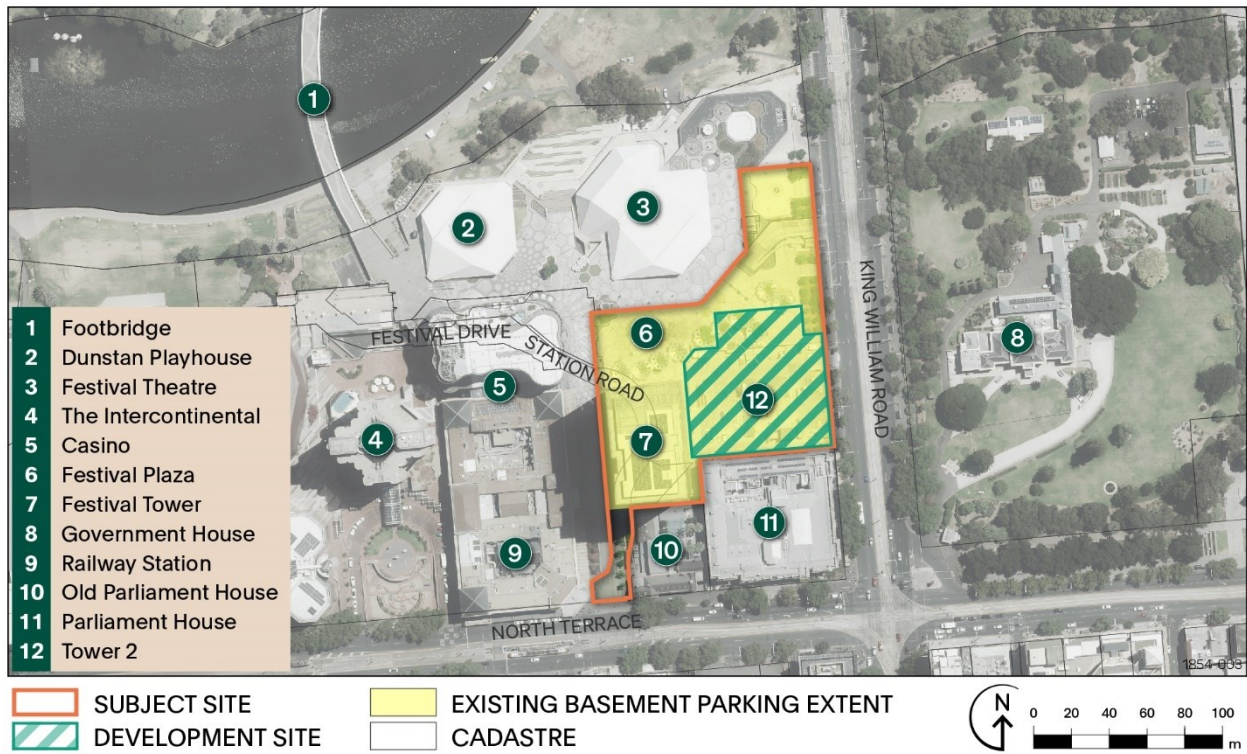 1
2
3
KING WILLIAM ROAD
8
6
FESTIVAL DRIVE
STATION ROAD
5
12
4
7
11
9
10
NORTH TERRACE
1854-003
1 Footbridge
2 Dunstan Playhouse
3 Festival Theatre
4 The Intercontinental
5 Casino
6 Festival Plaza
7 Festival Tower
8 Government House
9 Railway Station
10 Old Parliament House
11 Parliament House
12 Tower 2
SUBJECT SITE
DEVELOPMENT SITE
EXISTING BASEMENT PARKING EXTENT
CADASTRE
N
0 20 40 60 80 100
m